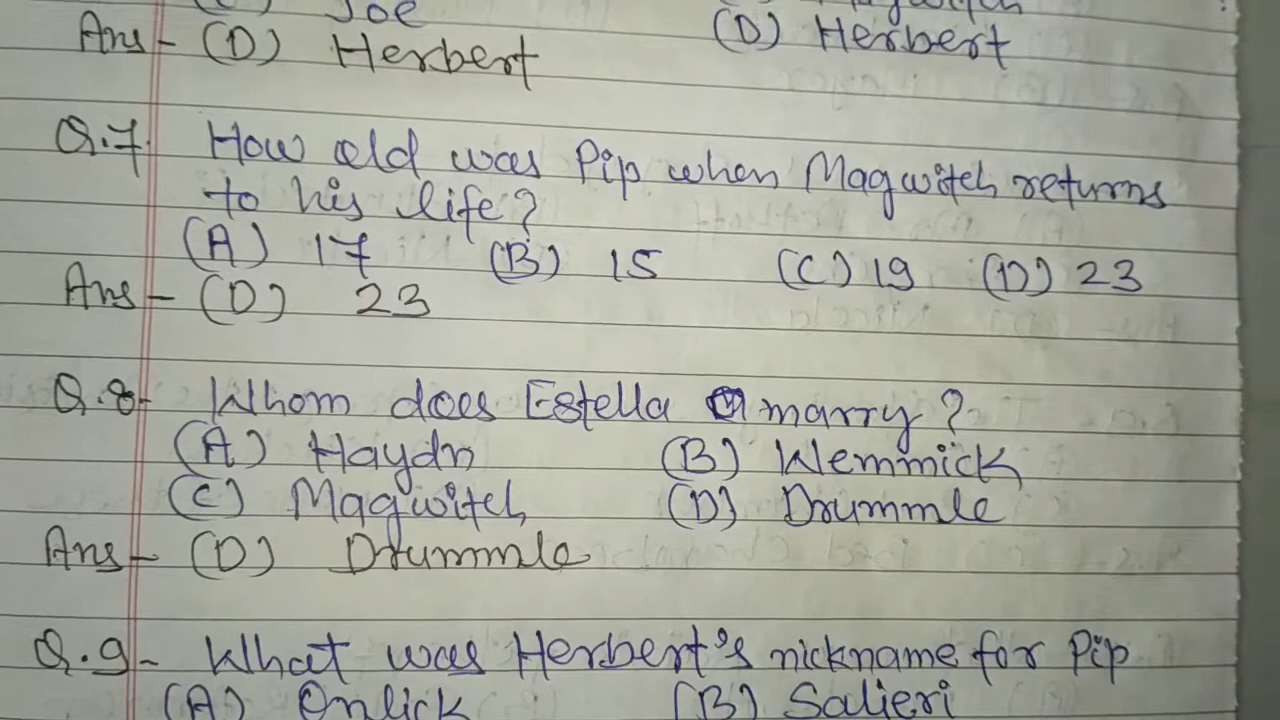 Joe
Ans - (D) Herbert (D) Herbert
Q.7 How old was Pip when Magwitch returns
to his life?
(A) 17 (B) 15 (C) 19 (D) 23
Ans - (D) 23
Q.8 - Whom does Estella marry?
(A) Haydn (B) Wemmick
(C) Magwitch (D) Drummle
Ans - (D) Drummle
Q.9 - What was Herbert's nickname for Pip
(A) Orlick (B) Salieri